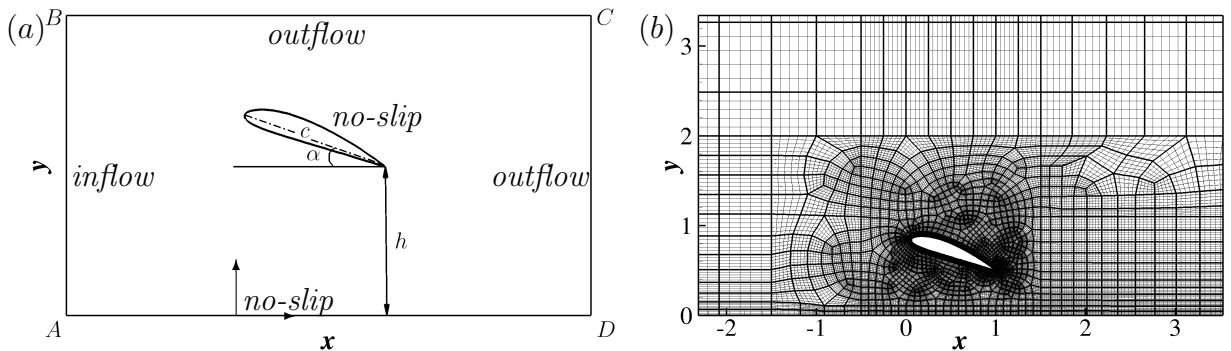 (a)
B
outflow
C
no-slip
c
α
y
inflow
outflow
h
no-slip
A
x
D
(b)
3
2
y
1
0
-2 -1 0 1 2 3
x